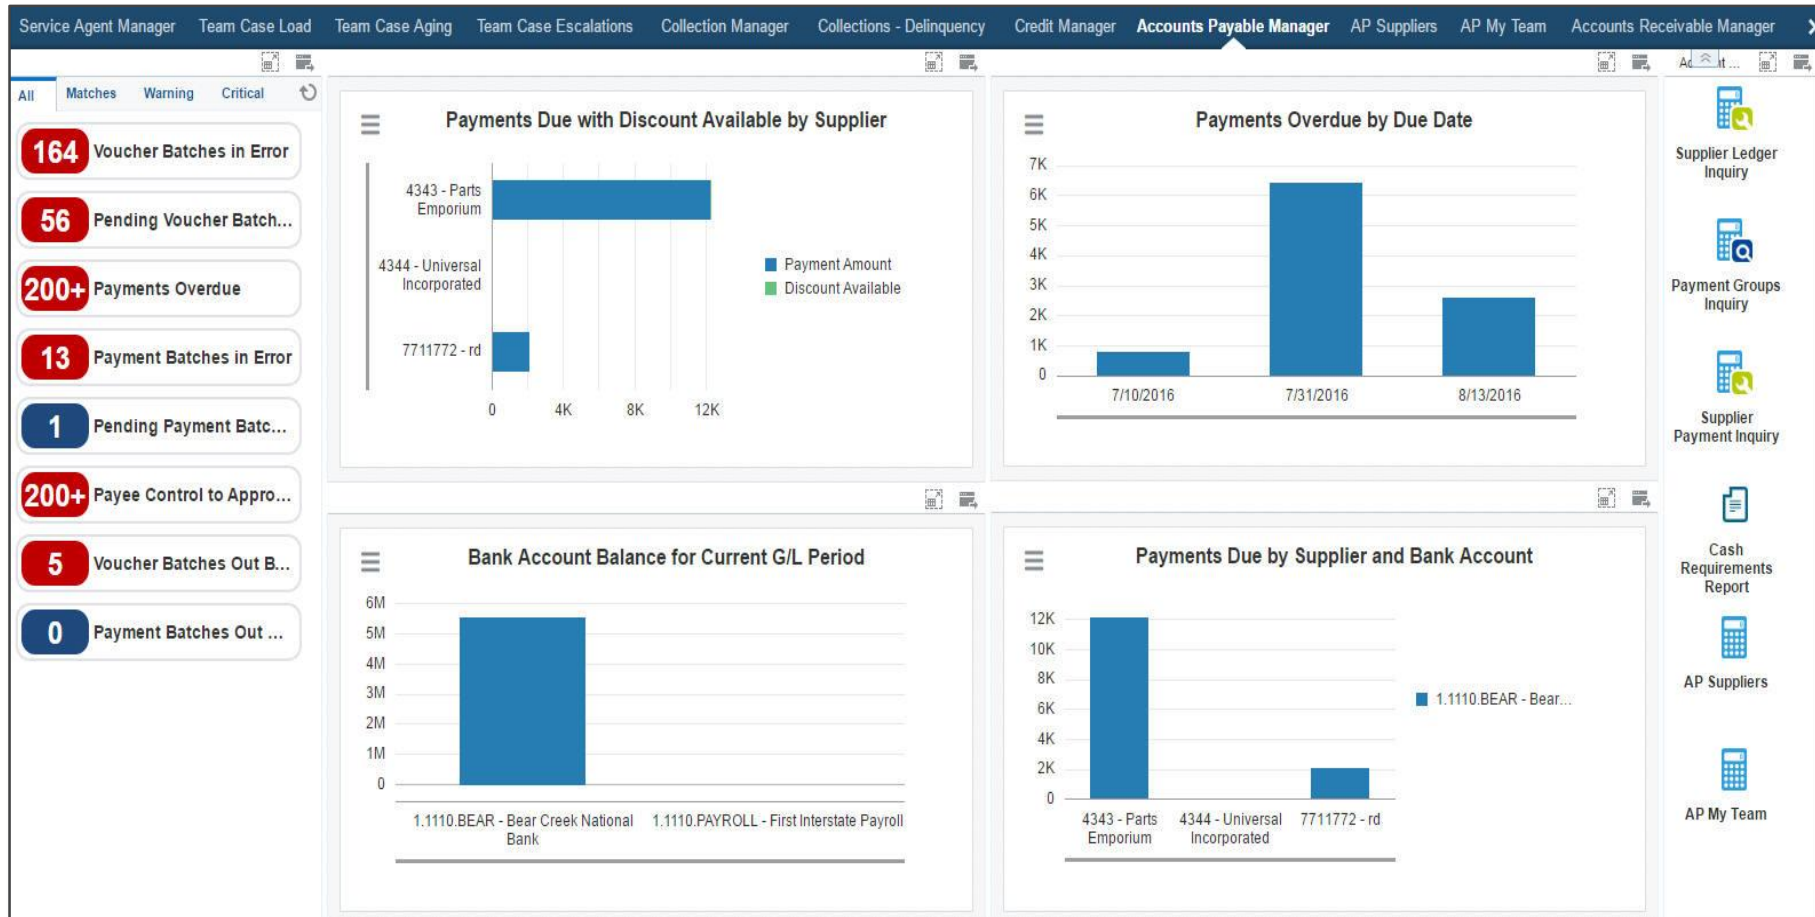 Service Agent Manager Team Case Load Team Case Aging Team Case Escalations Collection Manager Collections - Delinquency Credit Manager Accounts Payable Manager AP Suppliers AP My Team Accounts Receivable Manager
All Matches Warning Critical
164 Voucher Batches in Error
56 Pending Voucher Batch...
200+ Payments Overdue
13 Payment Batches in Error
1 Pending Payment Batc...
200+ Payee Control to Appro...
5 Voucher Batches Out B...
0 Payment Batches Out ...
Payments Due with Discount Available by Supplier
4343 - Parts
Emporium
4344 - Universal
Incorporated
7711772 - rd
0 4K 8K 12K
Payment Amount
Discount Available
Payments Overdue by Due Date
7K
6K
5K
4K
3K
2K
1K
0
7/10/2016 7/31/2016 8/13/2016
Bank Account Balance for Current G/L Period
6M
5M
4M
3M
2M
1M
0
1.1110.BEAR - Bear Creek National
Bank
1.1110.PAYROLL - First Interstate Payroll
Payments Due by Supplier and Bank Account
12K
10K
8K
6K
4K
2K
0
4343 - Parts
Emporium
4344 - Universal
Incorporated
7711772 - rd
1.1110.BEAR - Bear...
Supplier Ledger
Inquiry
Payment Groups
Inquiry
Supplier
Payment Inquiry
Cash
Requirements
Report
AP Suppliers
AP My Team